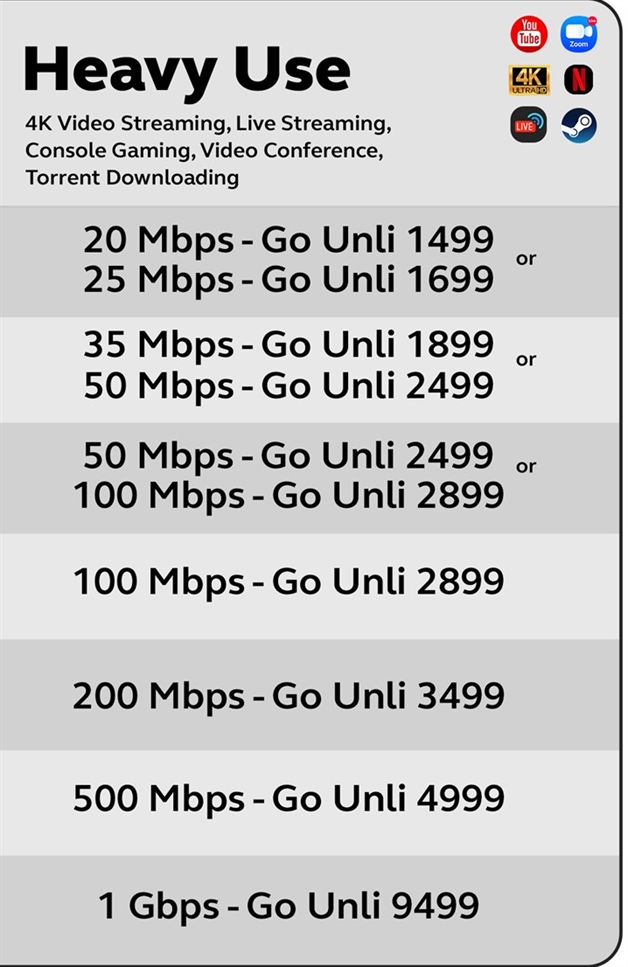 Heavy Use
4K Video Streaming, Live Streaming,
Console Gaming, Video Conference,
Torrent Downloading
You
Tube
Zoom
4K
ULTRA HD
N
LIVE
20 Mbps - Go Unli 1499
or
25 Mbps - Go Unli 1699
35 Mbps - Go Unli 1899
or
50 Mbps - Go Unli 2499
50 Mbps - Go Unli 2499
or
100 Mbps - Go Unli 2899
100 Mbps - Go Unli 2899
200 Mbps - Go Unli 3499
500 Mbps - Go Unli 4999
1 Gbps - Go Unli 9499